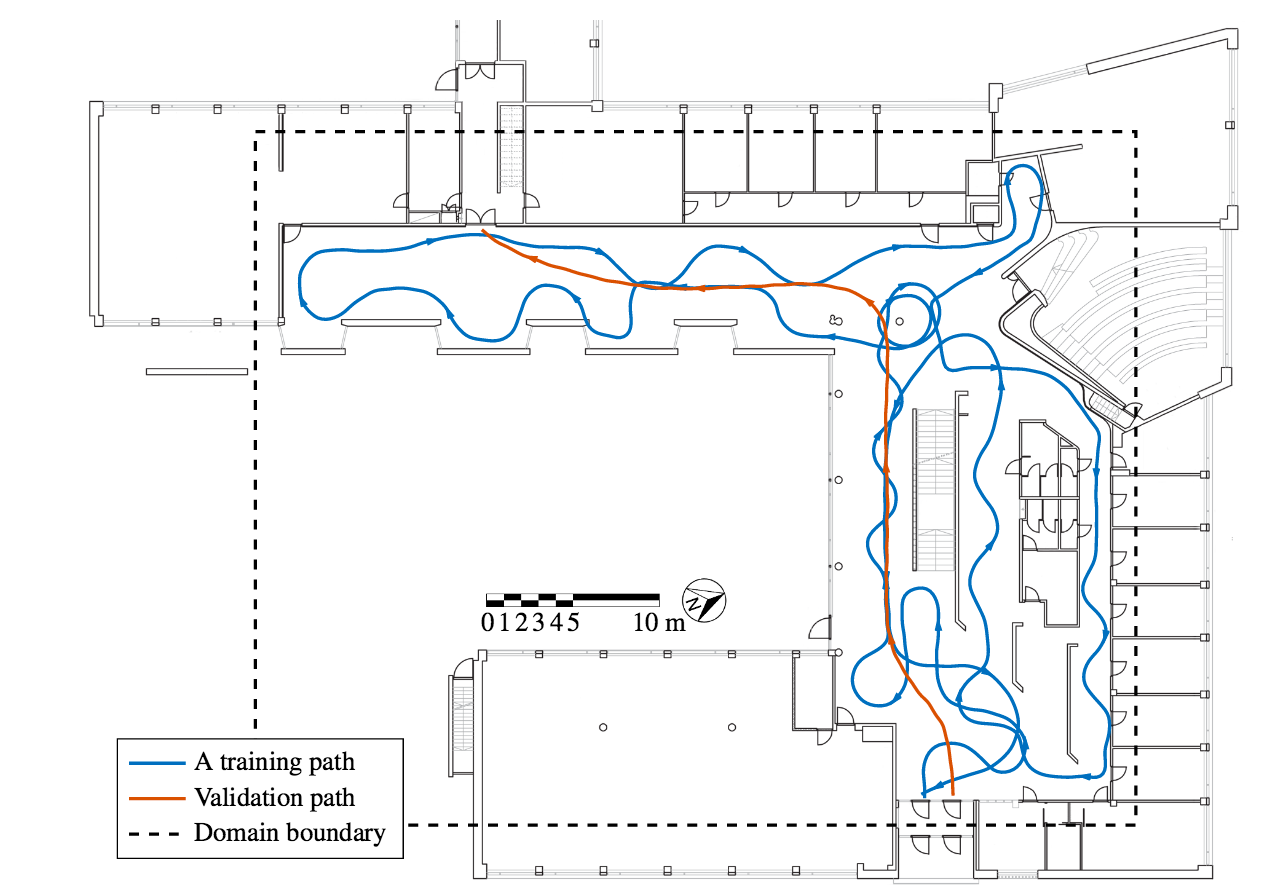 N
0 1 2 3 4 5 10 m
A training path
Validation path
Domain boundary